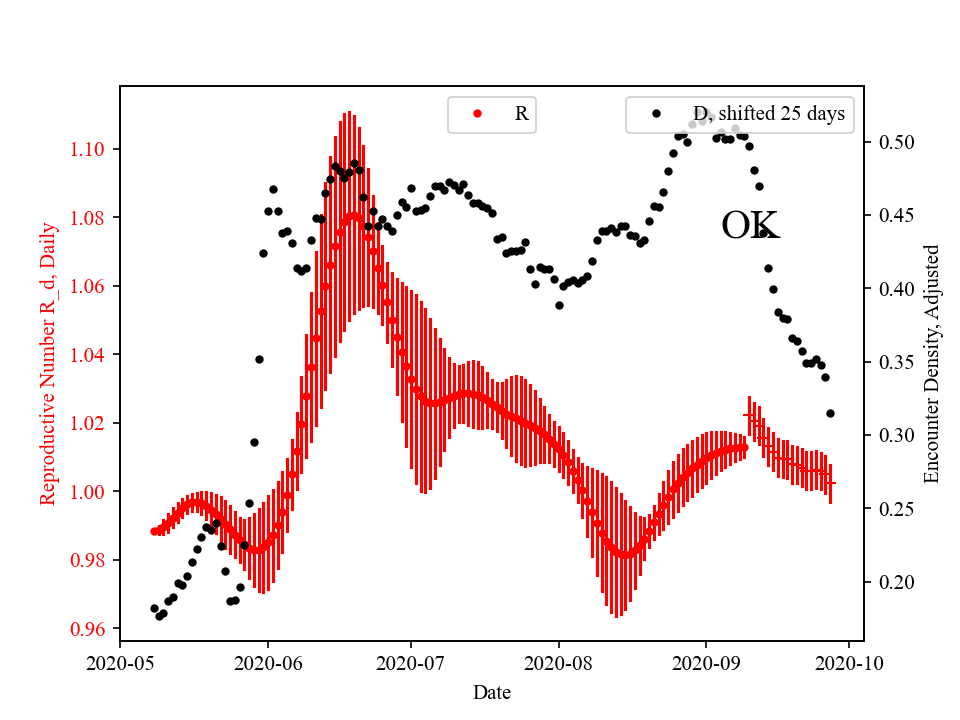 R
D, shifted 25 days
OK
Reproductive Number R_d, Daily
1.10
1.08
1.06
1.04
1.02
1.00
0.98
0.96
0.50
0.45
0.40
0.35
0.30
0.25
0.20
Encounter Density, Adjusted
2020-05 2020-06 2020-07 2020-08 2020-09 2020-10
Date